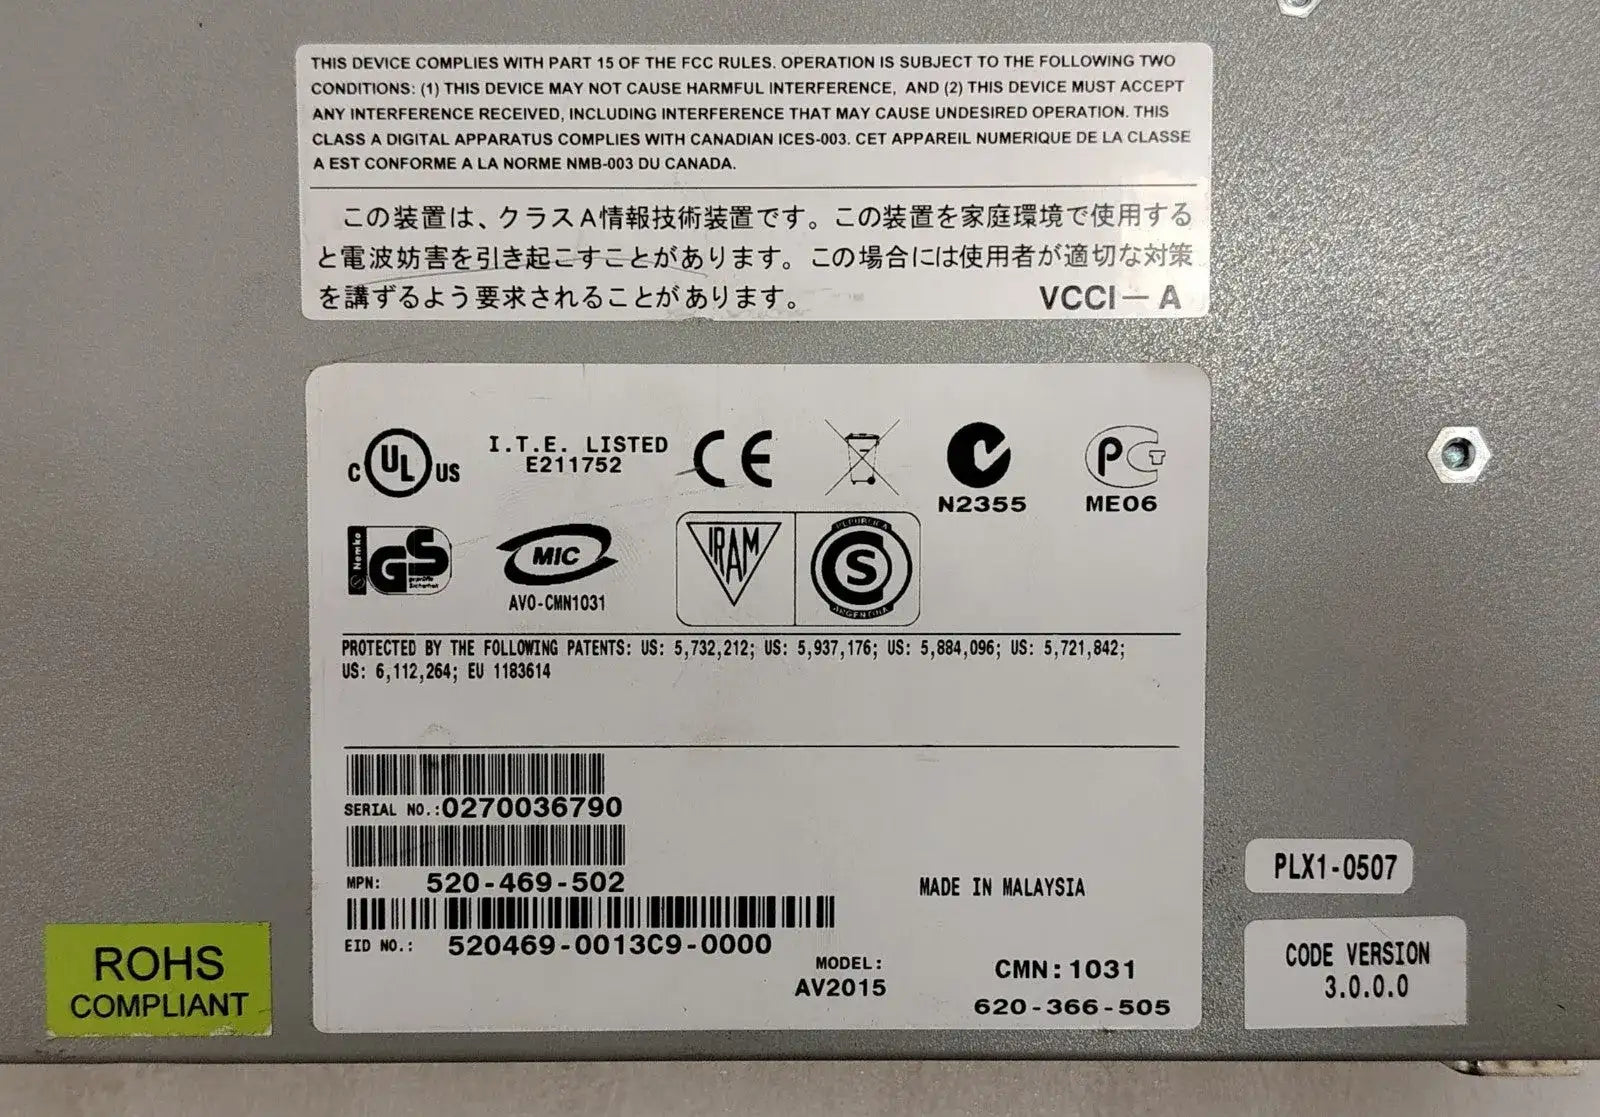 THIS DEVICE COMPLIES WITH PART 15 OF THE FCC RULES. OPERATION IS SUBJECT TO THE FOLLOWING TWO
CONDITIONS: (1) THIS DEVICE MAY NOT CAUSE HARMFUL INTERFERENCE, AND (2) THIS DEVICE MUST ACCEPT
ANY INTERFERENCE RECEIVED, INCLUDING INTERFERENCE THAT MAY CAUSE UNDESIRED OPERATION. THIS
CLASS A DIGITAL APPARATUS COMPLIES WITH CANADIAN ICES-003. CET APPAREIL NUMERIQUE DE LA CLASSE
A EST CONFORME A LA NORME NMB-003 DU CANADA.
この装置は、クラスA情報技術装置です。この装置を家庭環境で使用する
と電波妨害を引き起こすことがあります。この場合には使用者が適切な対策
を講ずるよう要求されることがあります。 VCCI－A
C UL US
I.T.E. LISTED
E211752
CE
N2355
PCT
ME06
Nemko
GS
geprüfte
Sicherheit
MIC
AVO-CMN1031
IRAM
REPUBLICA
S
ARGENTINA
PROTECTED BY THE FOLLOWING PATENTS: US: 5,732,212; US: 5,937,176; US: 5,884,096; US: 5,721,842;
US: 6,112,264; EU 1183614
SERIAL NO.:0270036790
MPN: 520-469-502
MADE IN MALAYSIA
EID NO.: 520469-0013C9-0000
MODEL:
AV2015
CMN:1031
620-366-505
PLX1-0507
CODE VERSION
3.0.0.0
ROHS
COMPLIANT